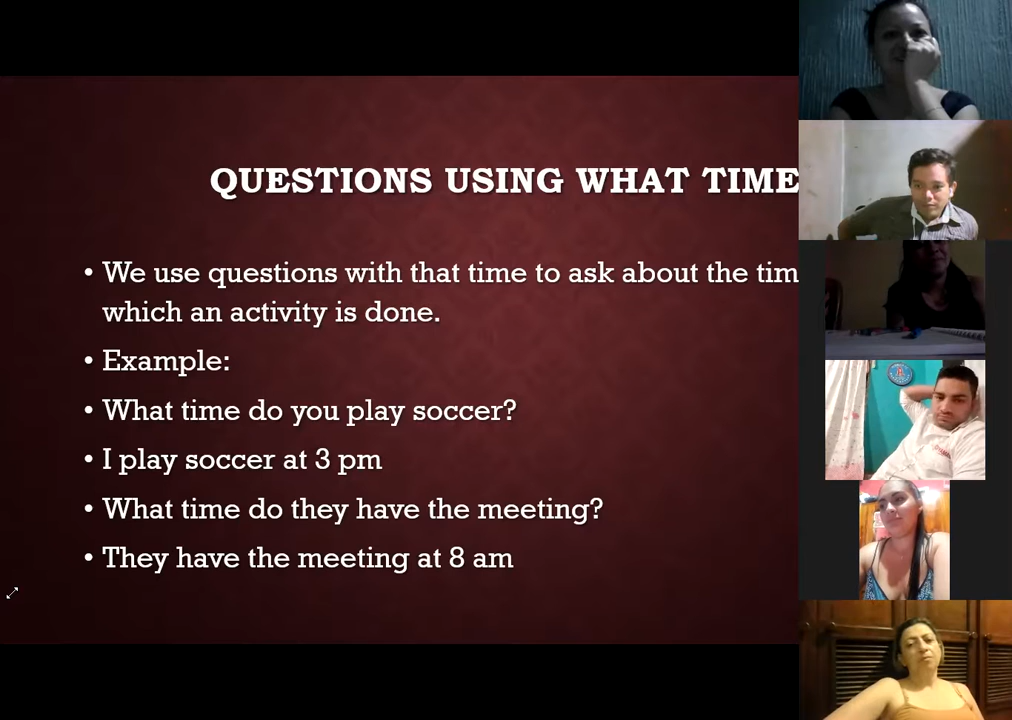 QUESTIONS USING WHAT TIME
• We use questions with that time to ask about the tim
which an activity is done.
• Example:
• What time do you play soccer?
• I play soccer at 3 pm
• What time do they have the meeting?
• They have the meeting at 8 am